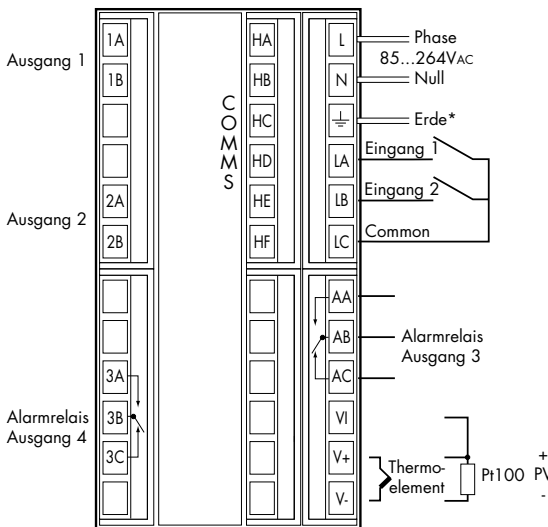 1A
HA
L
Phase
85...264VAC
Ausgang 1
1B
HB
N
Null
COMMS
HC
Erde*
HD
LA
Eingang 1
2A
HE
LB
Eingang 2
Ausgang 2
2B
HF
LC
Common
AA
AB
Alarmrelais
Ausgang 3
3A
AC
Alarmrelais
Ausgang 4
3B
VI
3C
V+
Thermo-
element
Pt100
+
PV
-
V-